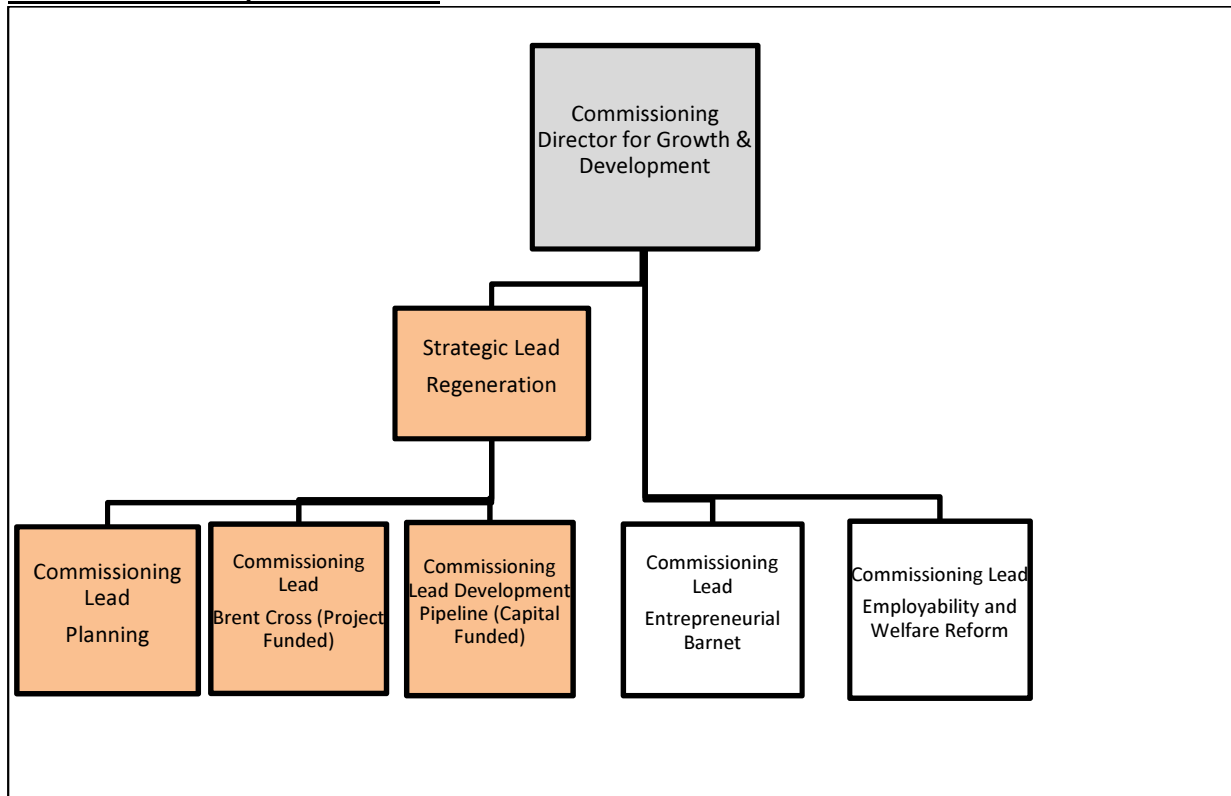 Commissioning
Director for Growth &
Development
Strategic Lead
Regeneration
Commissioning
Lead
Planning
Commissioning
Lead
Brent Cross (Project
Funded)
Commissioning
Lead Development
Pipeline (Capital
Funded)
Commissioning
Lead
Entrepreneurial
Barnet
Commissioning Lead
Employability and
Welfare Reform